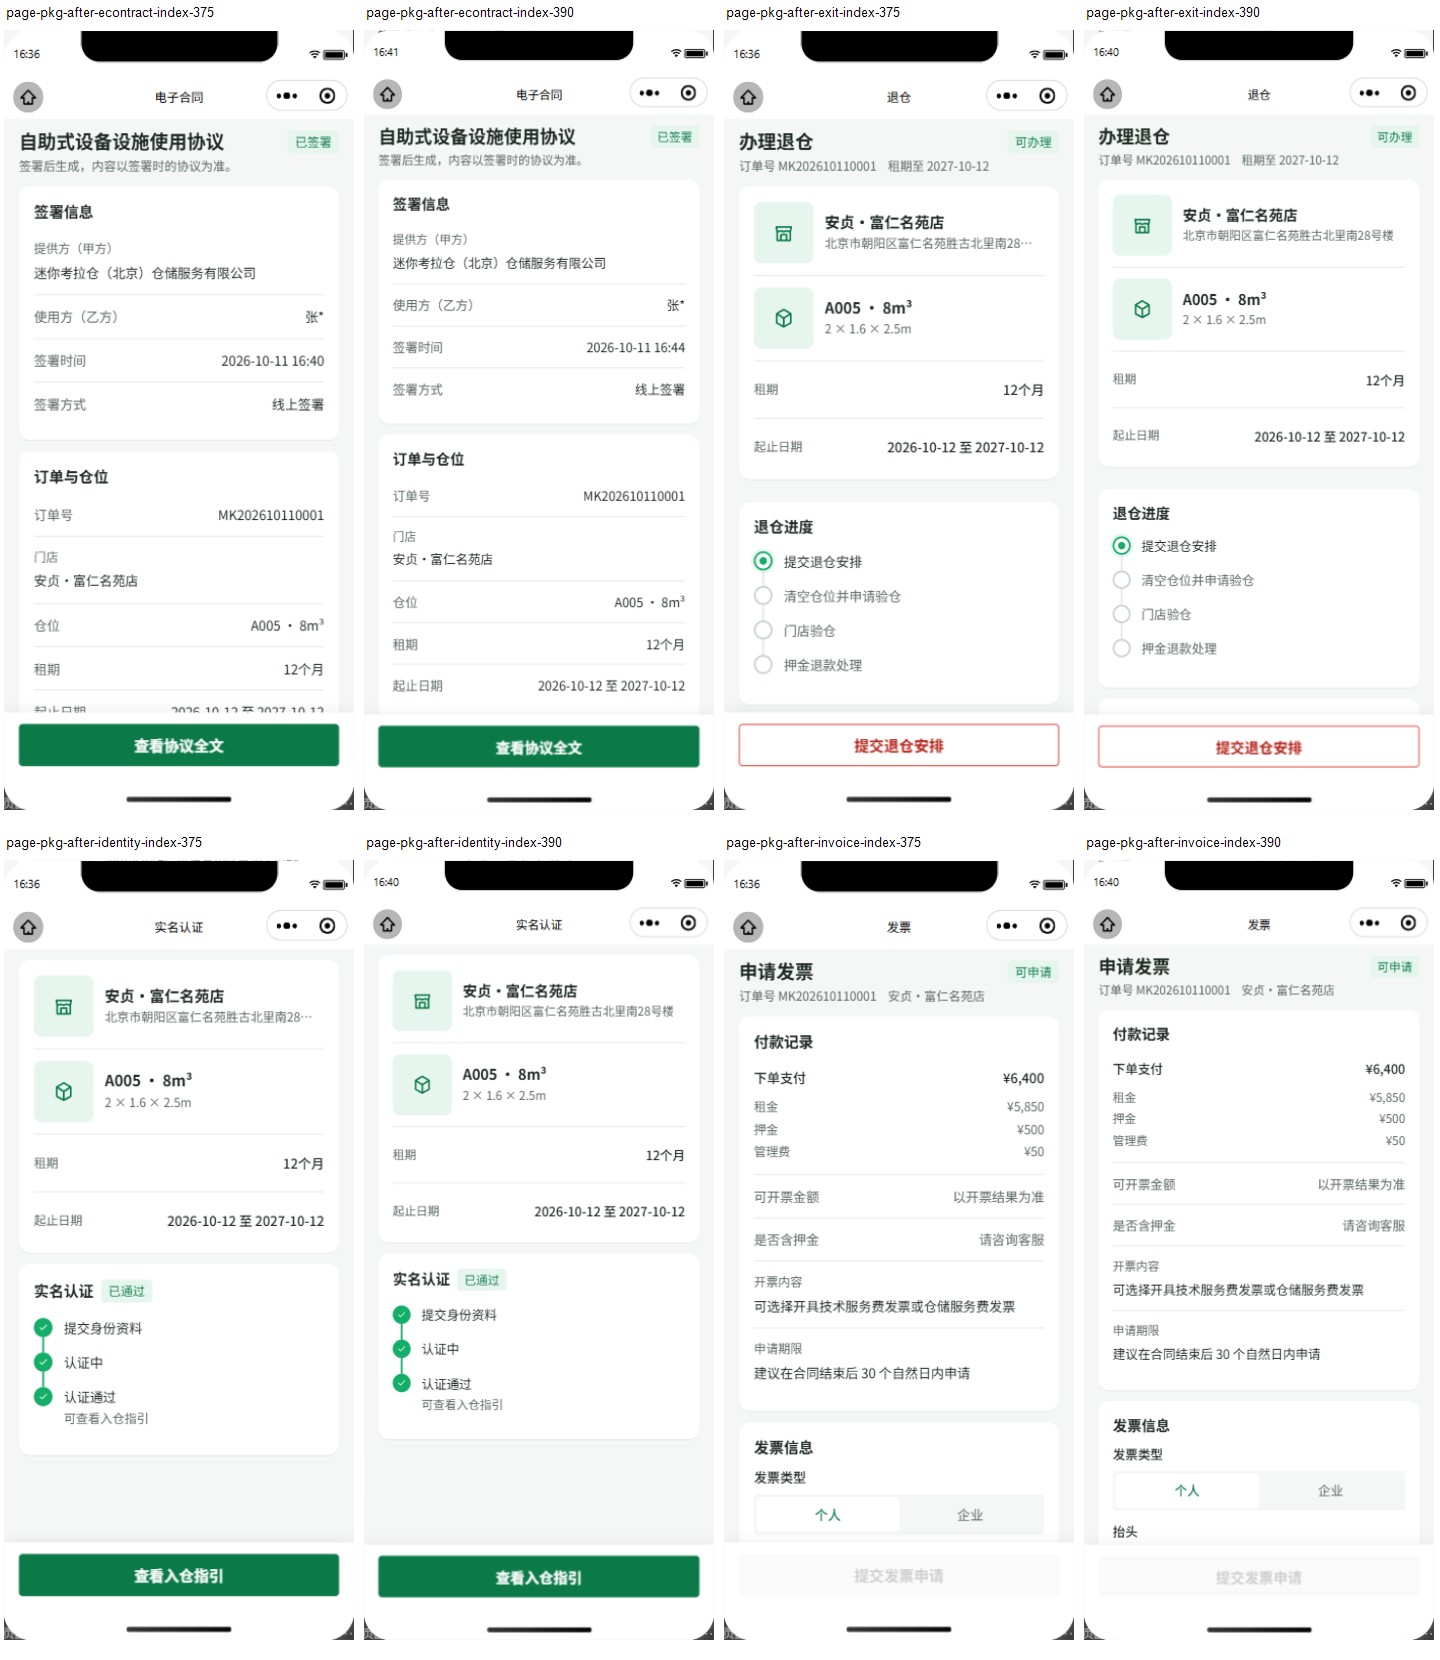 page-pkg-after-econtract-index-375
16:36
电子合同
自助式设备设施使用协议
已签署
签署后生成，内容以签署时的协议为准。
签署信息
提供方（甲方）
迷你考拉仓（北京）仓储服务有限公司
使用方（乙方） 张*
签署时间 2026-10-11 16:40
签署方式 线上签署
订单与仓位
订单号 MK202610110001
门店
安贞·富仁名苑店
仓位 A005 · 8m³
租期 12个月
起止日期 2026-10-12 至 2027-10-12
查看协议全文
page-pkg-after-econtract-index-390
16:41
电子合同
自助式设备设施使用协议
已签署
签署后生成，内容以签署时的协议为准。
签署信息
提供方（甲方）
迷你考拉仓（北京）仓储服务有限公司
使用方（乙方） 张*
签署时间 2026-10-11 16:44
签署方式 线上签署
订单与仓位
订单号 MK202610110001
门店
安贞·富仁名苑店
仓位 A005 · 8m³
租期 12个月
起止日期 2026-10-12 至 2027-10-12
查看协议全文
page-pkg-after-exit-index-375
16:36
退仓
办理退仓
可办理
订单号 MK202610110001 租期至 2027-10-12
安贞·富仁名苑店
北京市朝阳区富仁名苑胜古北里南28···
A005 · 8m³
2 × 1.6 × 2.5m
租期 12个月
起止日期 2026-10-12 至 2027-10-12
退仓进度
提交退仓安排
清空仓位并申请验仓
门店验仓
押金退款处理
提交退仓安排
page-pkg-after-exit-index-390
16:40
退仓
办理退仓
可办理
订单号 MK202610110001 租期至 2027-10-12
安贞·富仁名苑店
北京市朝阳区富仁名苑胜古北里南28号楼
A005 · 8m³
2 × 1.6 × 2.5m
租期 12个月
起止日期 2026-10-12 至 2027-10-12
退仓进度
提交退仓安排
清空仓位并申请验仓
门店验仓
押金退款处理
提交退仓安排
page-pkg-after-identity-index-375
16:36
实名认证
安贞·富仁名苑店
北京市朝阳区富仁名苑胜古北里南28···
A005 · 8m³
2 × 1.6 × 2.5m
租期 12个月
起止日期 2026-10-12 至 2027-10-12
实名认证 已通过
提交身份资料
认证中
认证通过
可查看入仓指引
查看入仓指引
page-pkg-after-identity-index-390
16:40
实名认证
安贞·富仁名苑店
北京市朝阳区富仁名苑胜古北里南28号楼
A005 · 8m³
2 × 1.6 × 2.5m
租期 12个月
起止日期 2026-10-12 至 2027-10-12
实名认证 已通过
提交身份资料
认证中
认证通过
可查看入仓指引
查看入仓指引
page-pkg-after-invoice-index-375
16:36
发票
申请发票
可申请
订单号 MK202610110001 安贞·富仁名苑店
付款记录
下单支付 ¥6,400
租金 ¥5,850
押金 ¥500
管理费 ¥50
可开票金额 以开票结果为准
是否含押金 请咨询客服
开票内容
可选择开具技术服务费发票或仓储服务费发票
申请期限
建议在合同结束后 30 个自然日内申请
发票信息
发票类型
个人 企业
提交发票申请
page-pkg-after-invoice-index-390
16:40
发票
申请发票
可申请
订单号 MK202610110001 安贞·富仁名苑店
付款记录
下单支付 ¥6,400
租金 ¥5,850
押金 ¥500
管理费 ¥50
可开票金额 以开票结果为准
是否含押金 请咨询客服
开票内容
可选择开具技术服务费发票或仓储服务费发票
申请期限
建议在合同结束后 30 个自然日内申请
发票信息
发票类型
个人 企业
抬头
提交发票申请